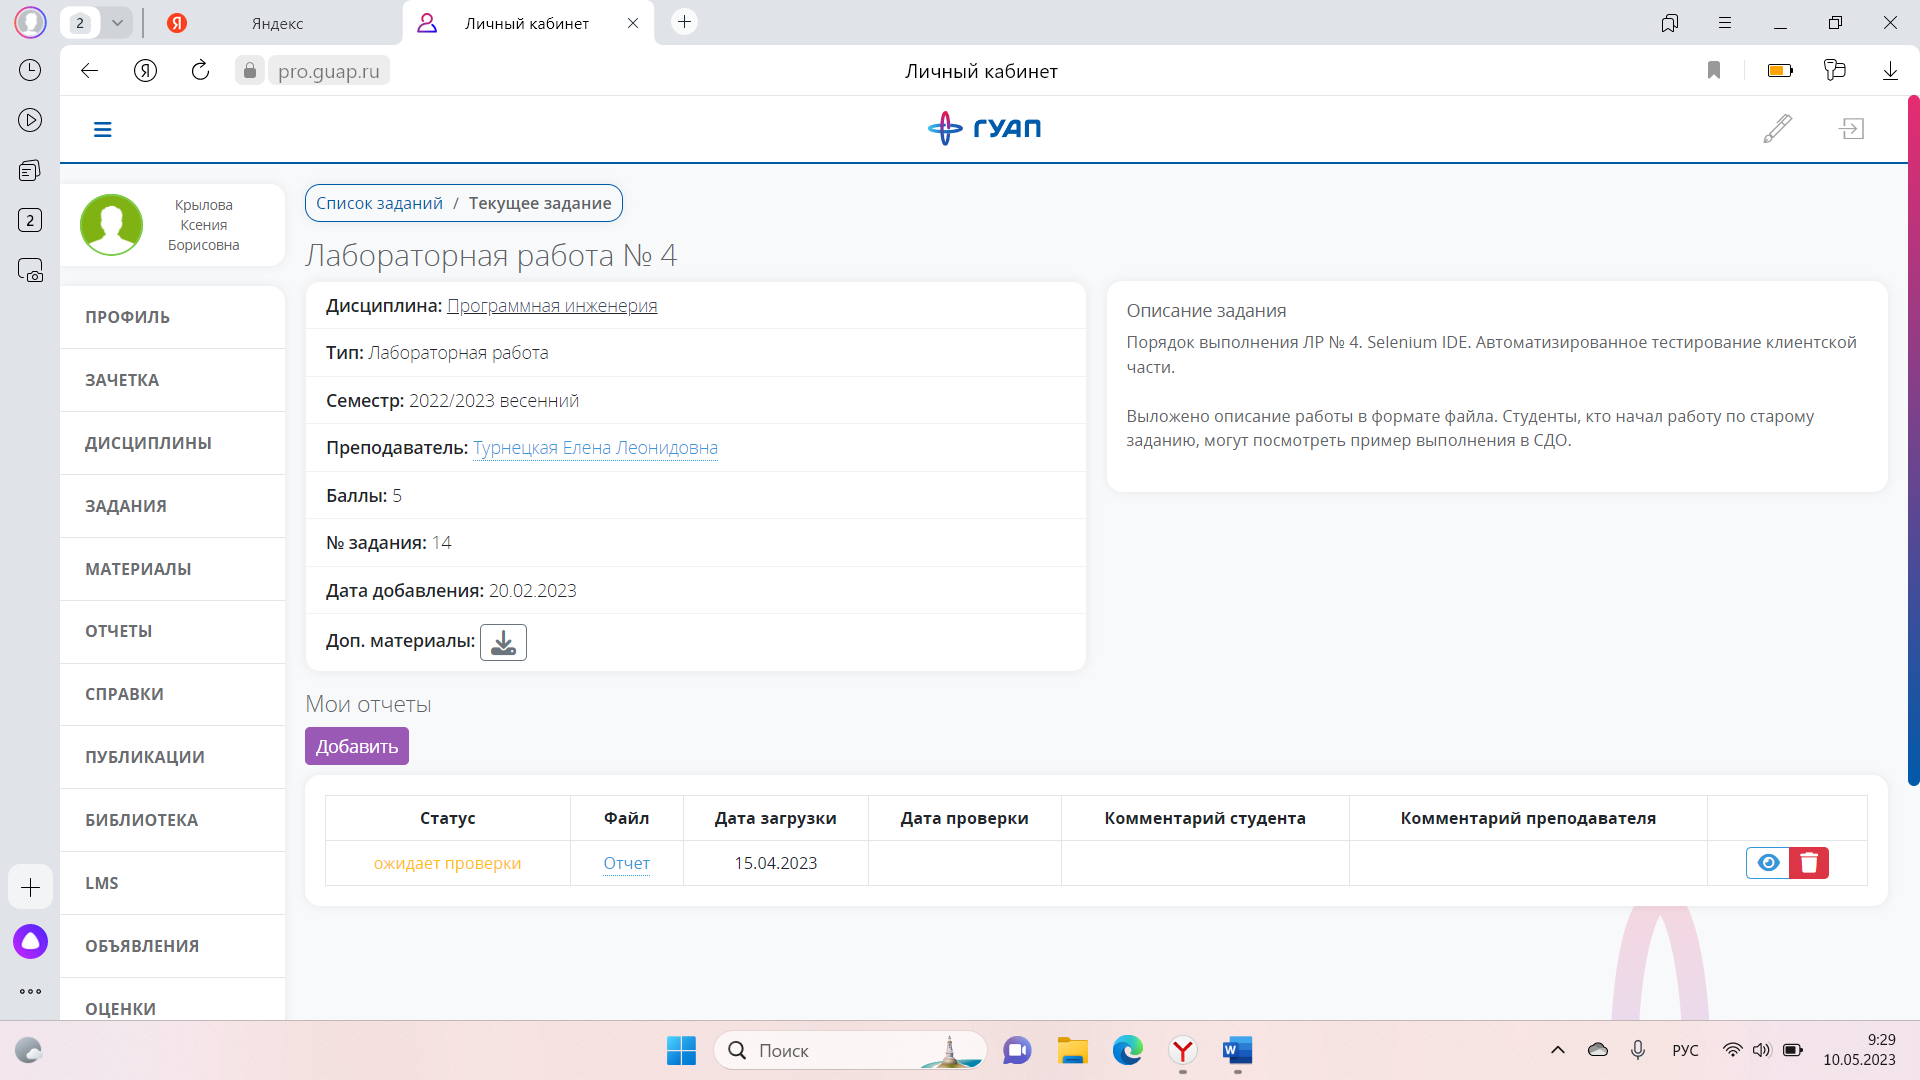 2
Яндекс
Личный кабинет
pro.guap.ru
Личный кабинет
ГУАП
2
Крылова
Ксения
Борисовна
ПРОФИЛЬ
ЗАЧЕТКА
ДИСЦИПЛИНЫ
ЗАДАНИЯ
МАТЕРИАЛЫ
ОТЧЕТЫ
СПРАВКИ
ПУБЛИКАЦИИ
БИБЛИОТЕКА
LMS
ОБЪЯВЛЕНИЯ
ОЦЕНКИ
Список заданий / Текущее задание
Лабораторная работа № 4
Дисциплина: Программная инженерия
Тип: Лабораторная работа
Семестр: 2022/2023 весенний
Преподаватель: Турнецкая Елена Леонидовна
Баллы: 5
№ задания: 14
Дата добавления: 20.02.2023
Доп. материалы:
Описание задания
Порядок выполнения ЛР № 4. Selenium IDE. Автоматизированное тестирование клиентской
части.
Выложено описание работы в формате файла. Студенты, кто начал работу по старому
заданию, могут посмотреть пример выполнения в СДО.
Мои отчеты
Добавить
Статус Файл Дата загрузки Дата проверки Комментарий студента Комментарий преподавателя
ожидает проверки Отчет 15.04.2023
Поиск
РУС
9:29
10.05.2023